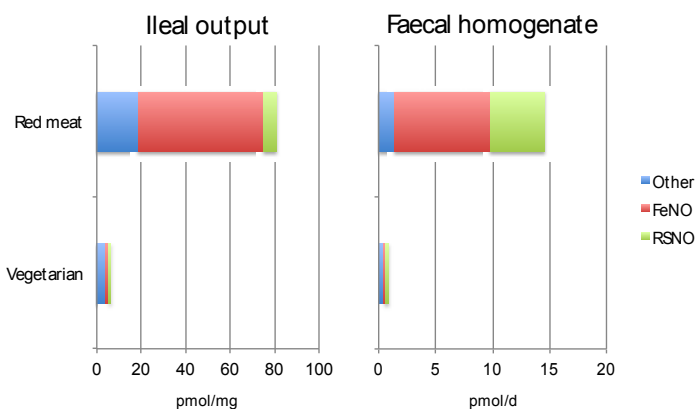 Ileal output
Faecal homogenate
Red meat
Vegetarian
Other
FeNO
RSNO
0 20 40 60 80 100
0 5 10 15 20
pmol/mg
pmol/d